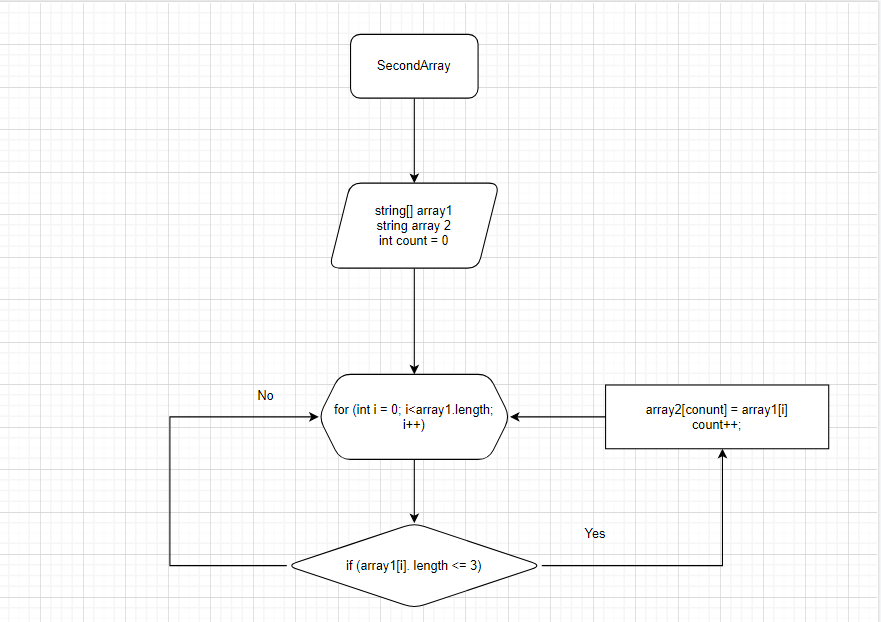 SecondArray
string[] array1
string array 2
int count = 0
No
for (int i = 0; i<array1.length;
i++)
array2[conunt] = array1[i]
count++;
Yes
if (array1[i]. length <= 3)